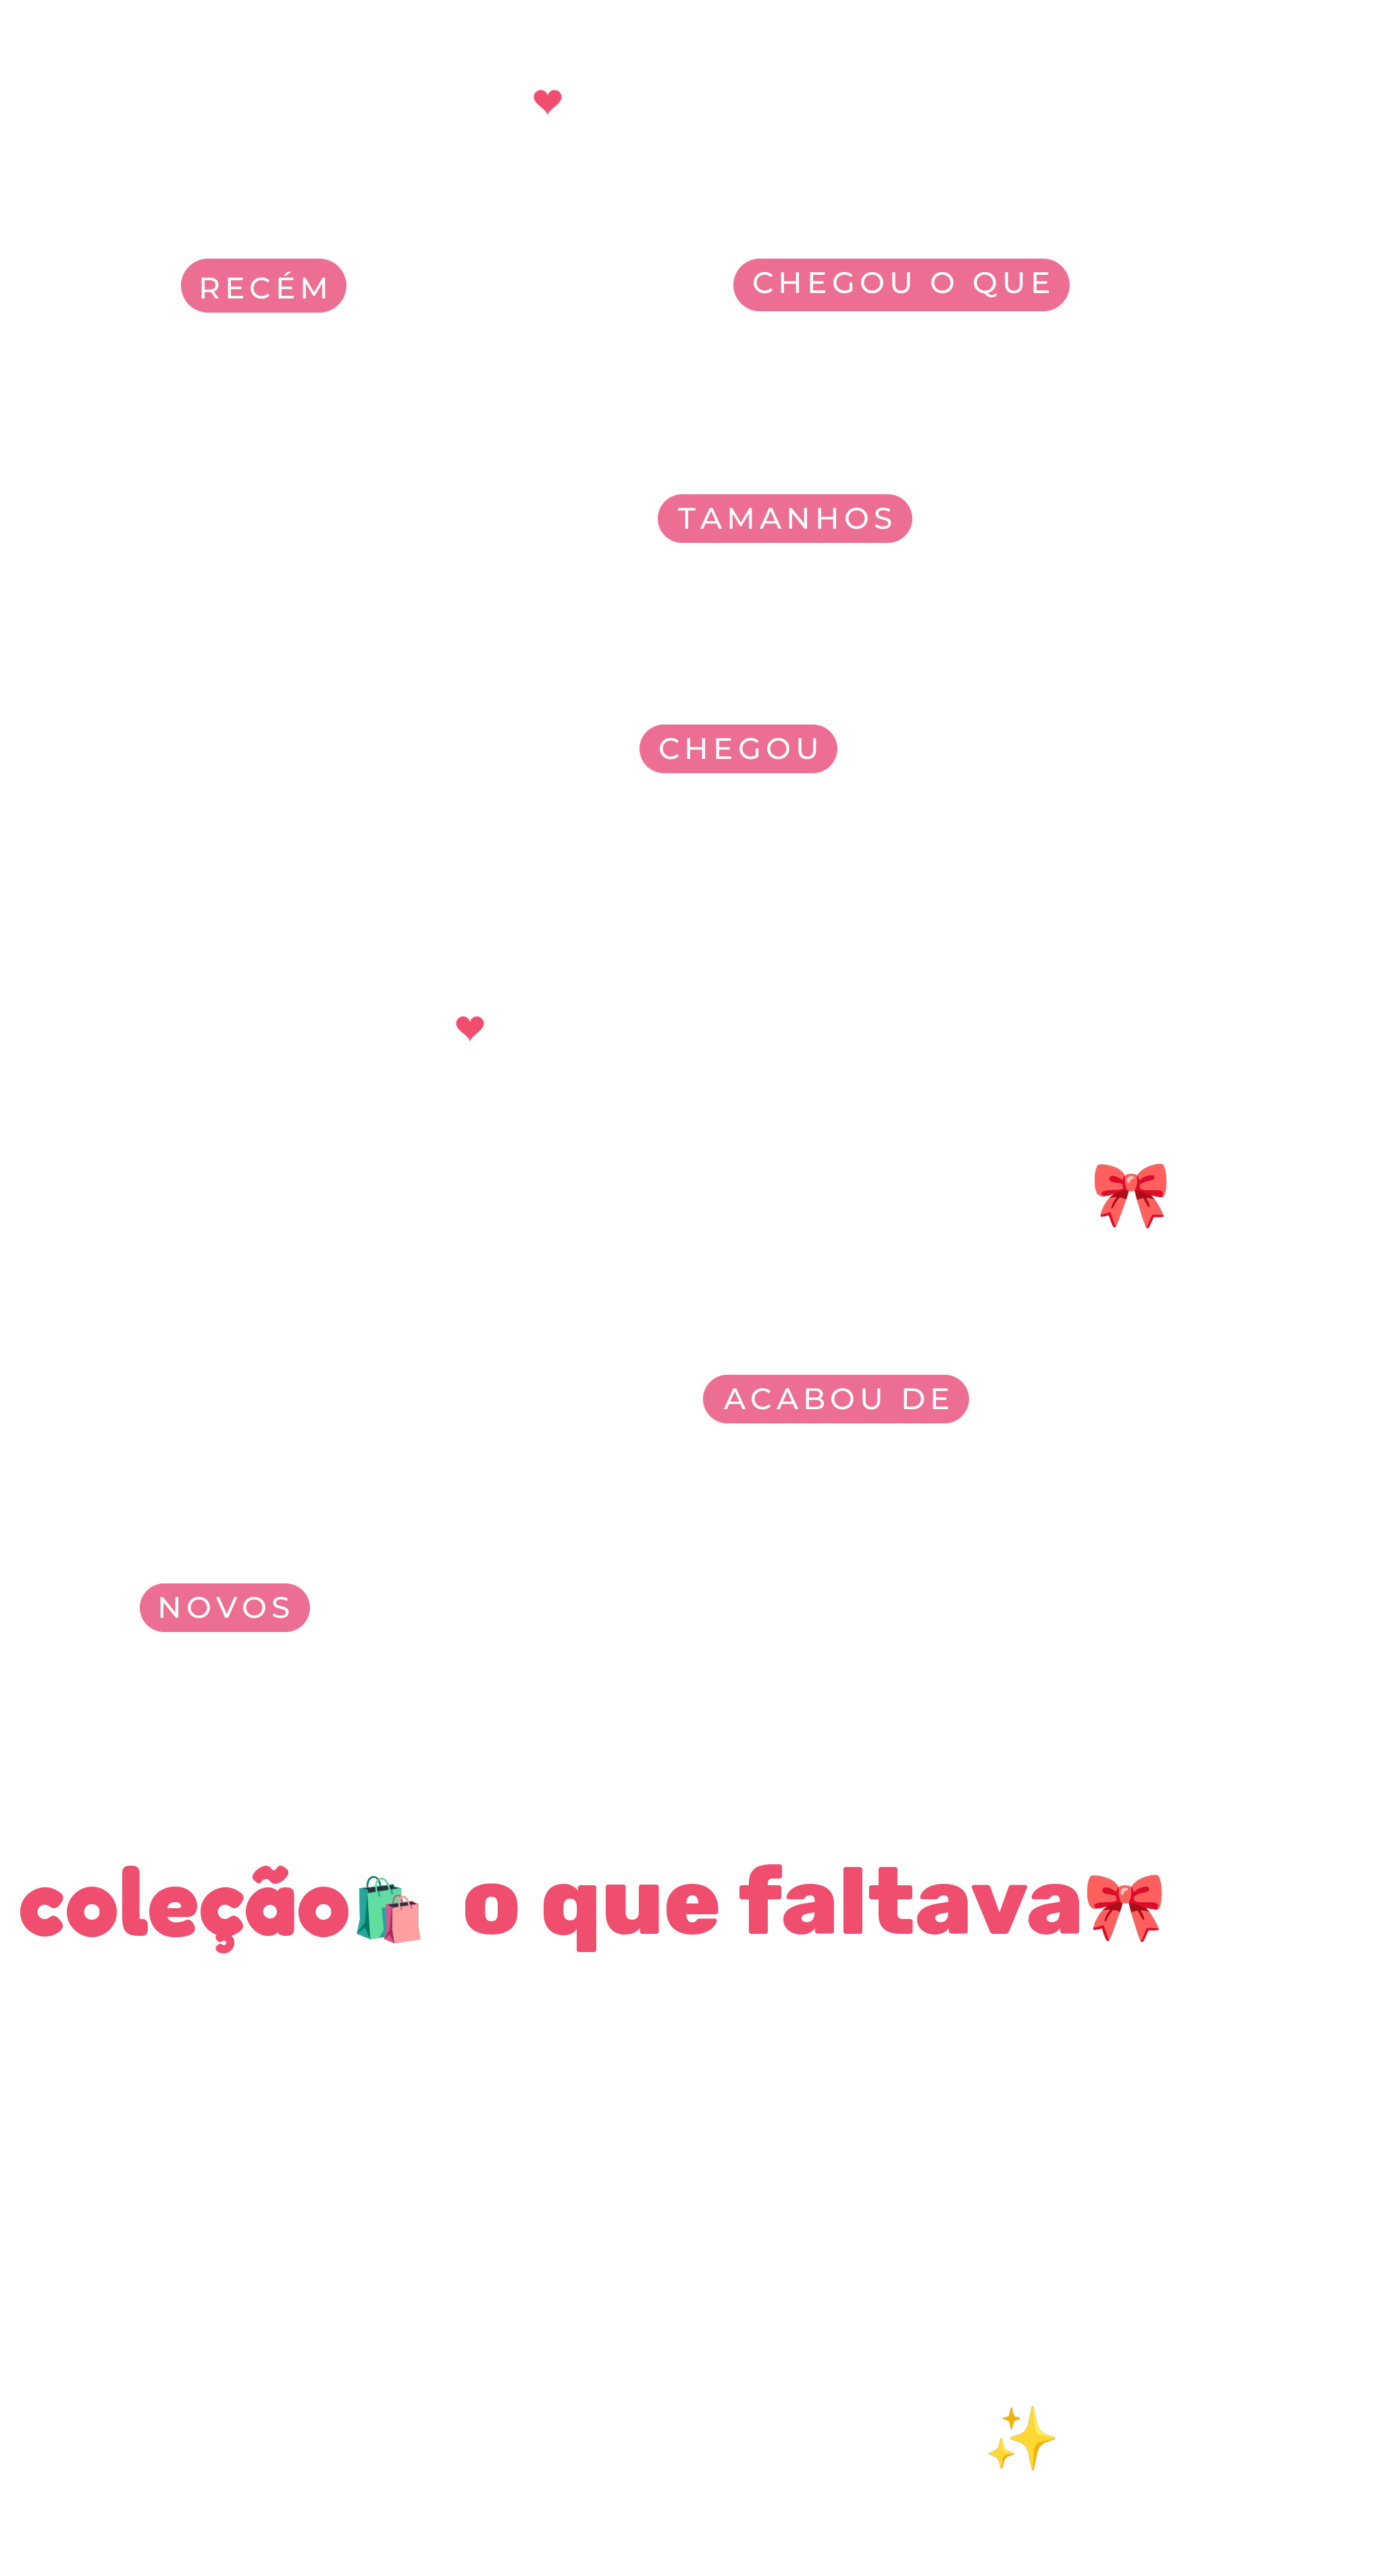 RECÉM
CHEGOU O QUE
TAMANHOS
CHEGOU
ACABOU DE
NOVOS
coleção
o que faltava